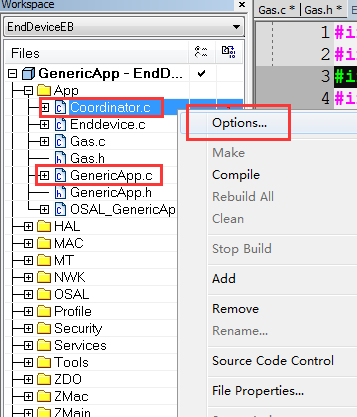 Workspace
EndDeviceEB
Files
GenericApp - EndD...
App
Coordinator.c
Enddevice.c
Gas.c
Gas.h
GenericApp.c
GenericApp.h
OSAL_GenericAp
HAL
MAC
MT
NWK
OSAL
Profile
Security
Services
Tools
ZDO
ZMac
ZMain
Gas.c * Gas.h *
1 #i
2 #i
3 #i
4 #i
Options...
Make
Compile
Rebuild All
Clean
Stop Build
Add
Remove
Rename...
Source Code Control
File Properties...